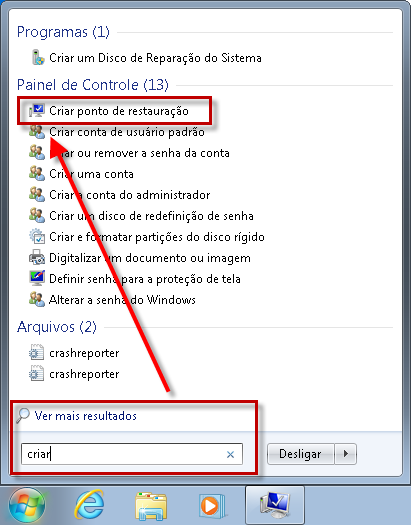 Programas (1)
Criar um Disco de Reparação do Sistema
Painel de Controle (13)
Criar ponto de restauração
Criar conta de usuário padrão
Criar ou remover a senha da conta
Criar uma conta
Criar a conta do administrador
Criar um disco de redefinição de senha
Criar e formatar partições do disco rígido
Digitalizar um documento ou imagem
Definir senha para a proteção de tela
Alterar a senha do Windows
Arquivos (2)
crashreporter
crashreporter
Ver mais resultados
criar
Desligar